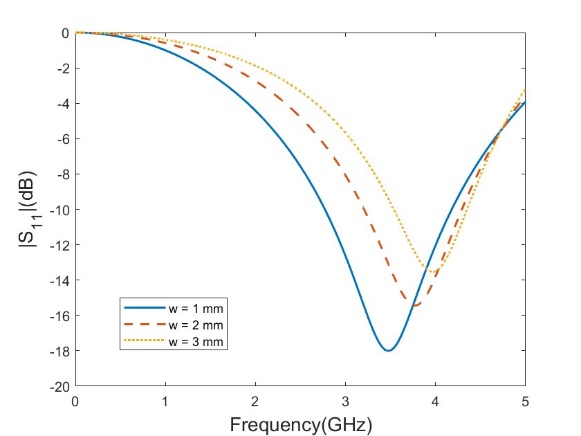 0
-2
-4
-6
-8
-10
-12
-14
-16
-18
-20
|S11|(dB)
w = 1 mm
w = 2 mm
w = 3 mm
0 1 2 3 4 5
Frequency(GHz)